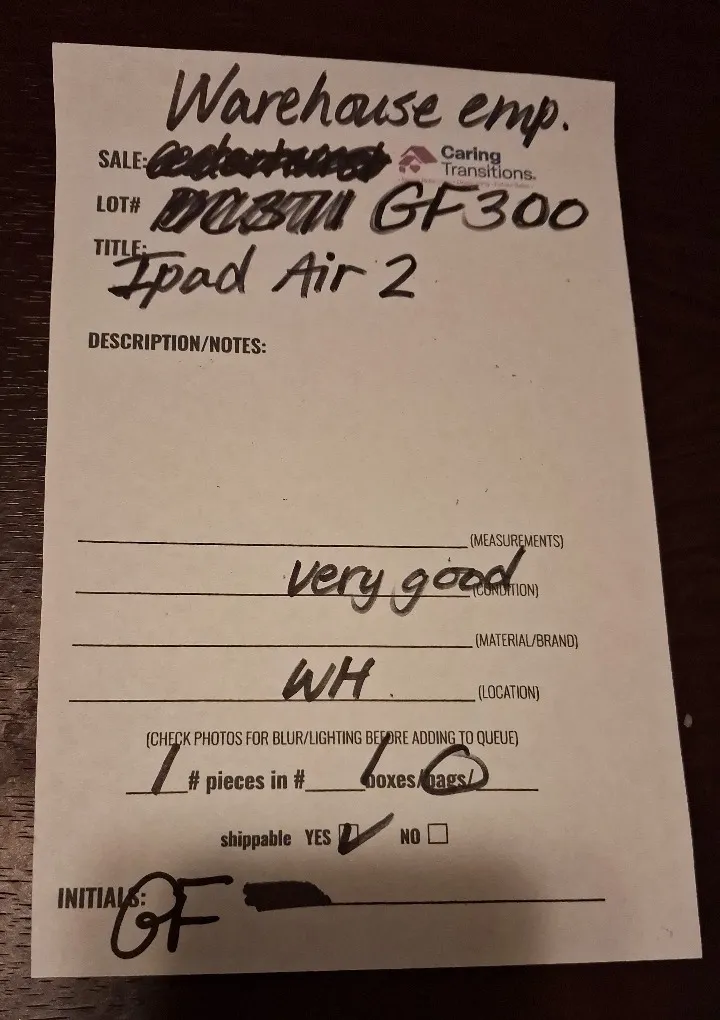 Warehouse emp.
SALE:
Caring
Transitions.
LOT# GF300
TITLE:
Ipad Air 2
DESCRIPTION/NOTES:
(MEASUREMENTS)
very good (CONDITION)
(MATERIAL/BRAND)
WH. (LOCATION)
(CHECK PHOTOS FOR BLUR/LIGHTING BEFORE ADDING TO QUEUE)
1 # pieces in # 1 boxes/bags/
shippable YES NO
INITIALS: GF